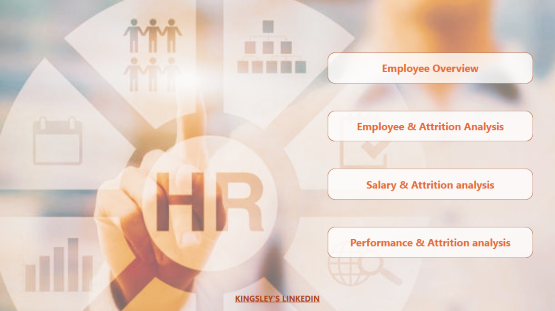 Employee Overview
Employee & Attrition Analysis
Salary & Attrition analysis
Performance & Attrition analysis
HR
KINGSLEY'S LINKEDIN